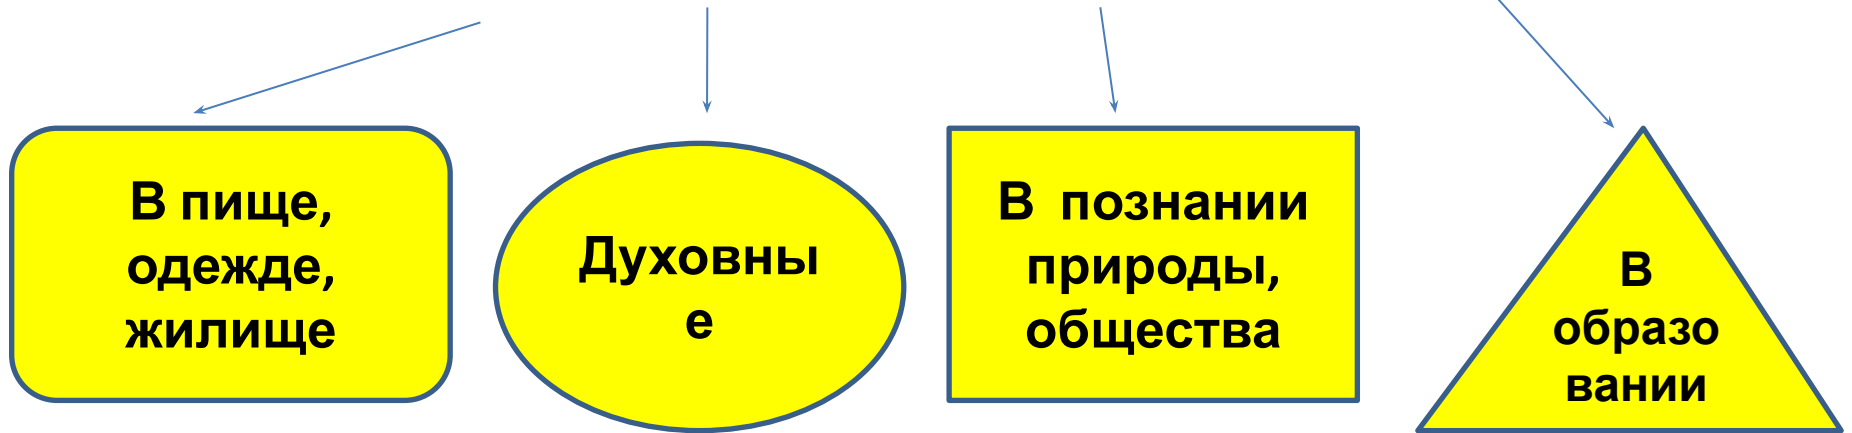 В пище,
одежде,
жилище
Духовны
е
В познании
природы,
общества
В
образо
вании